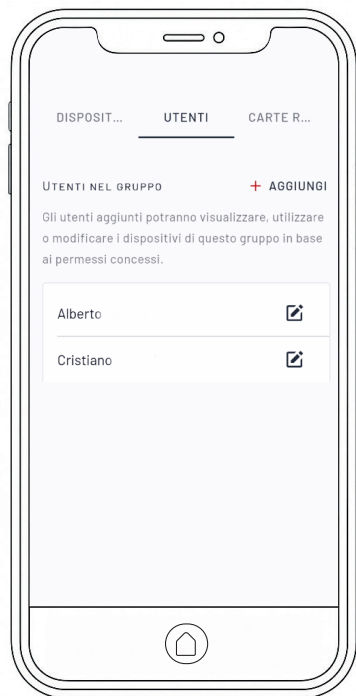 DISPOSIT... UTENTI CARTE R...
UTENTI NEL GRUPPO + AGGIUNGI
Gli utenti aggiunti potranno visualizzare, utilizzare
o modificare i dispositivi di questo gruppo in base
ai permessi concessi.
Alberto
Cristiano